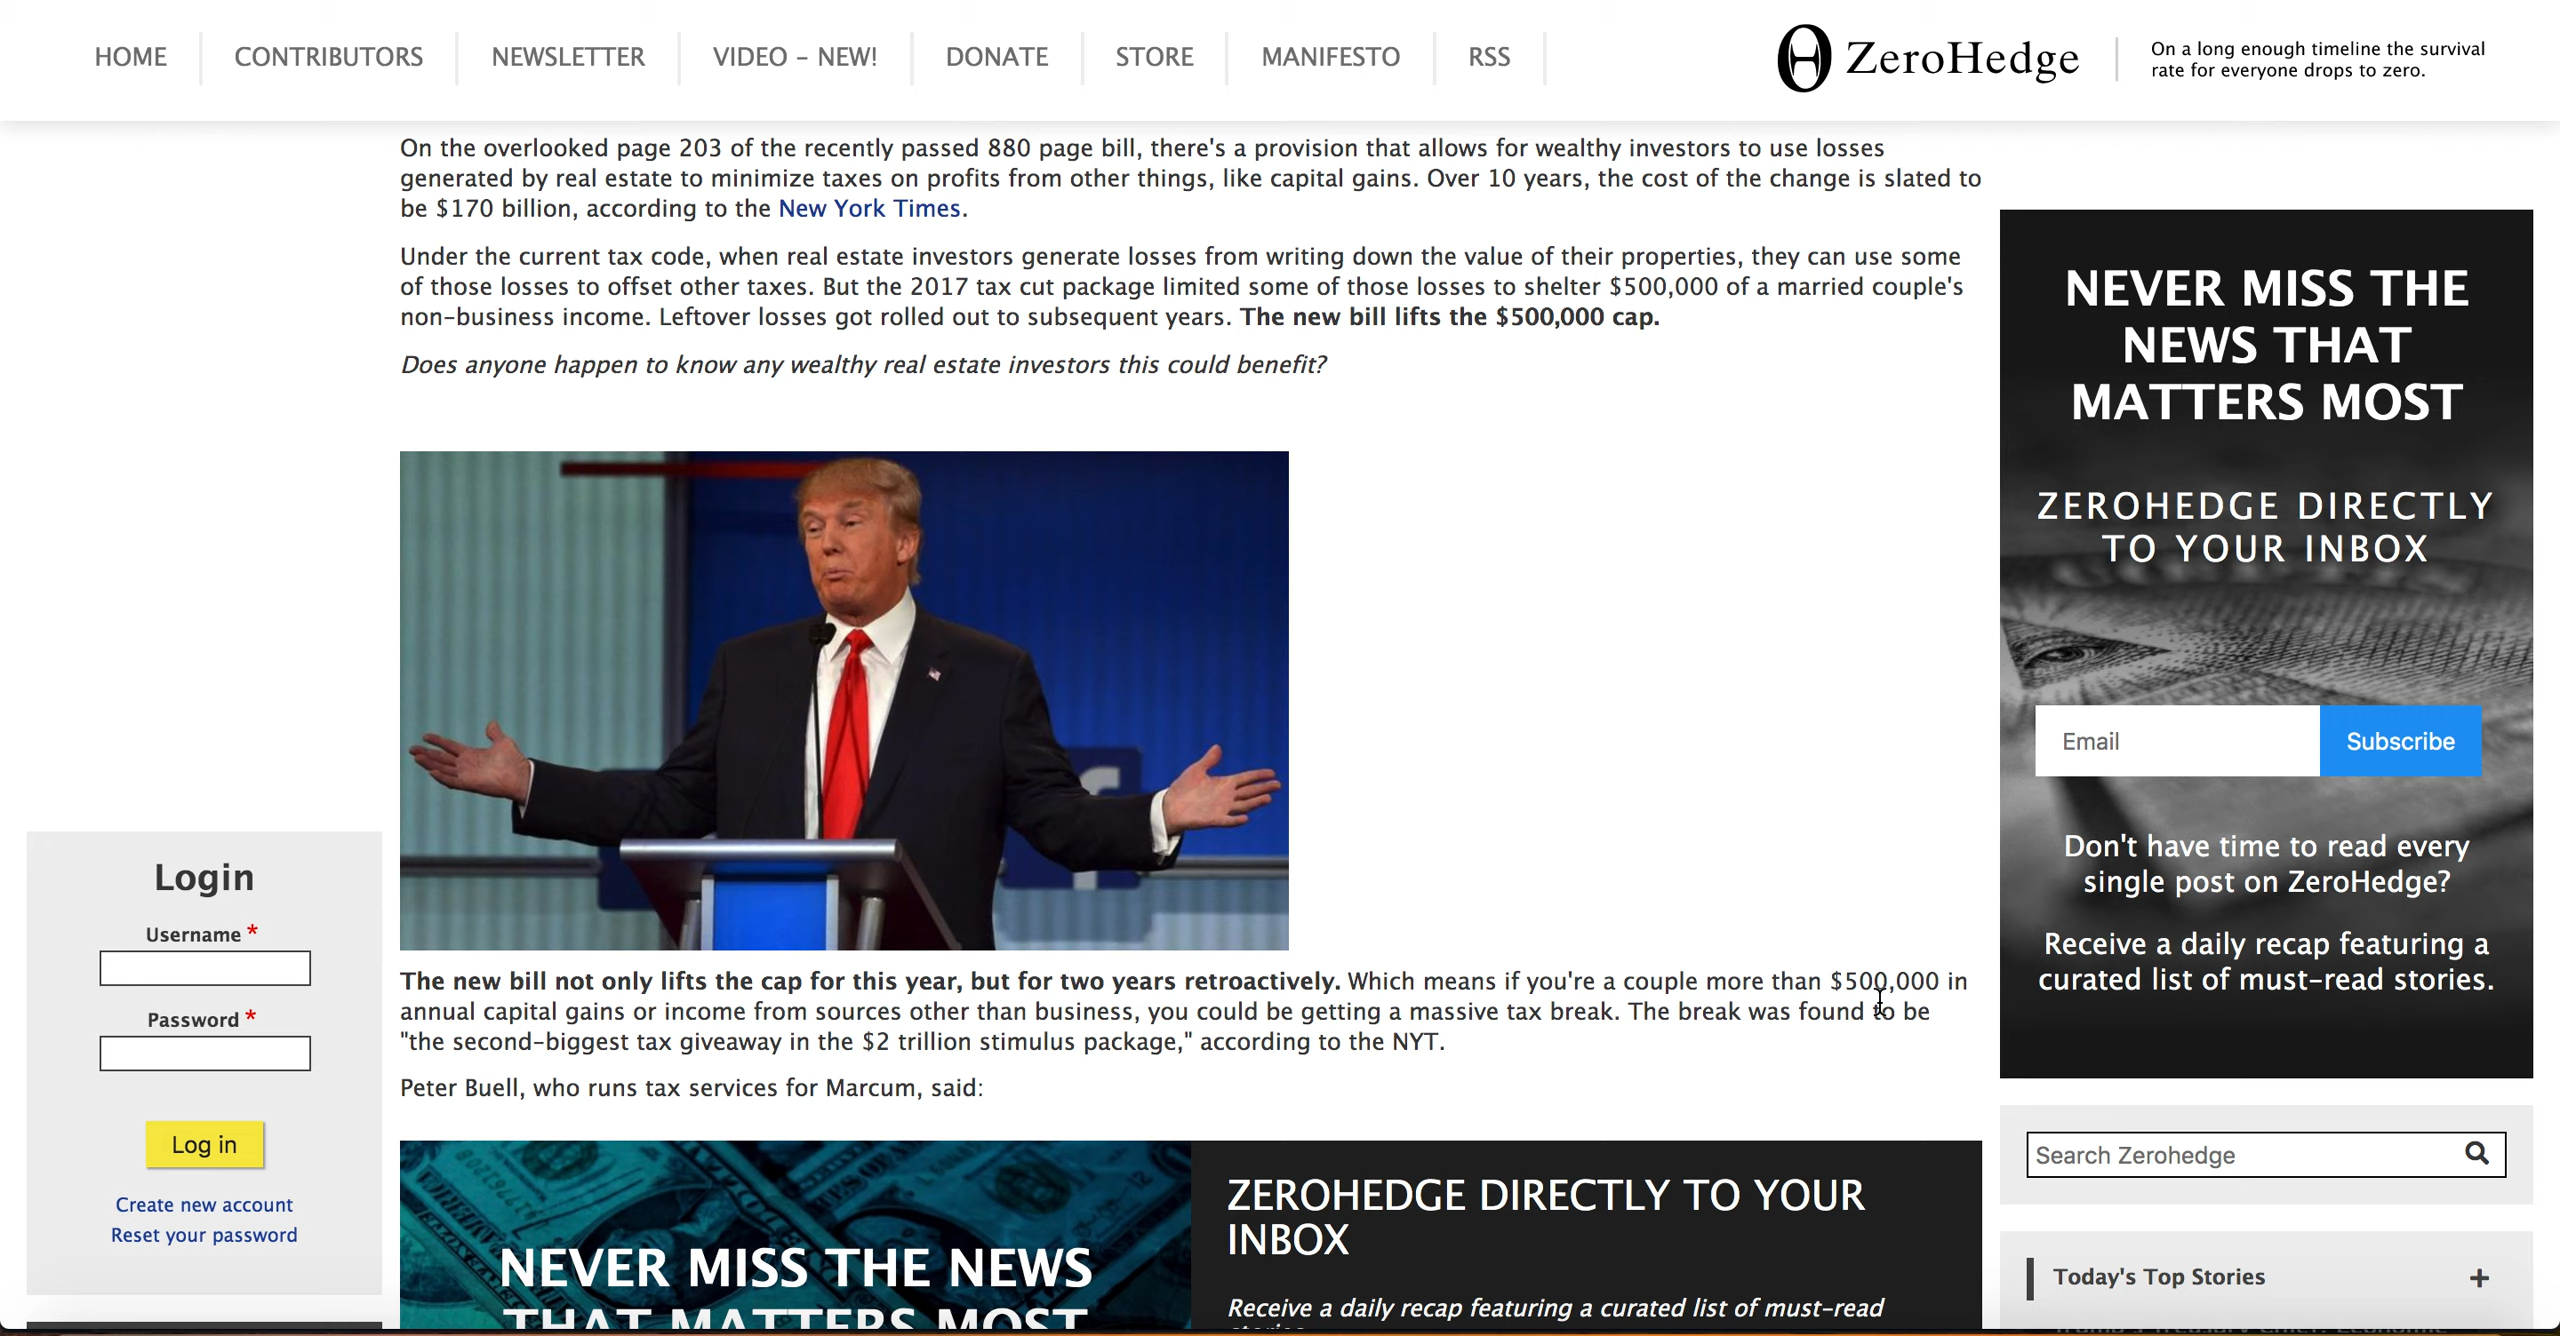 HOME
CONTRIBUTORS
NEWSLETTER
VIDEO – NEW!
DONATE
STORE
MANIFESTO
RSS
ZeroHedge
On a long enough timeline the survival
rate for everyone drops to zero.
On the overlooked page 203 of the recently passed 880 page bill, there's a provision that allows for wealthy investors to use losses
generated by real estate to minimize taxes on profits from other things, like capital gains. Over 10 years, the cost of the change is slated to
be $170 billion, according to the New York Times.
Under the current tax code, when real estate investors generate losses from writing down the value of their properties, they can use some
of those losses to offset other taxes. But the 2017 tax cut package limited some of those losses to shelter $500,000 of a married couple's
non-business income. Leftover losses got rolled out to subsequent years. The new bill lifts the $500,000 cap.
Does anyone happen to know any wealthy real estate investors this could benefit?
The new bill not only lifts the cap for this year, but for two years retroactively. Which means if you're a couple more than $500,000 in
annual capital gains or income from sources other than business, you could be getting a massive tax break. The break was found to be
"the second-biggest tax giveaway in the $2 trillion stimulus package," according to the NYT.
Peter Buell, who runs tax services for Marcum, said:
NEVER MISS THE NEWS
THAT MATTERS MOST
ZEROHEDGE DIRECTLY TO YOUR
INBOX
Receive a daily recap featuring a curated list of must-read
Login
Username *
Password *
Log in
Create new account
Reset your password
NEVER MISS THE
NEWS THAT
MATTERS MOST
ZEROHEDGE DIRECTLY
TO YOUR INBOX
Email
Subscribe
Don't have time to read every
single post on ZeroHedge?
Receive a daily recap featuring a
curated list of must-read stories.
Search Zerohedge
Today's Top Stories
+